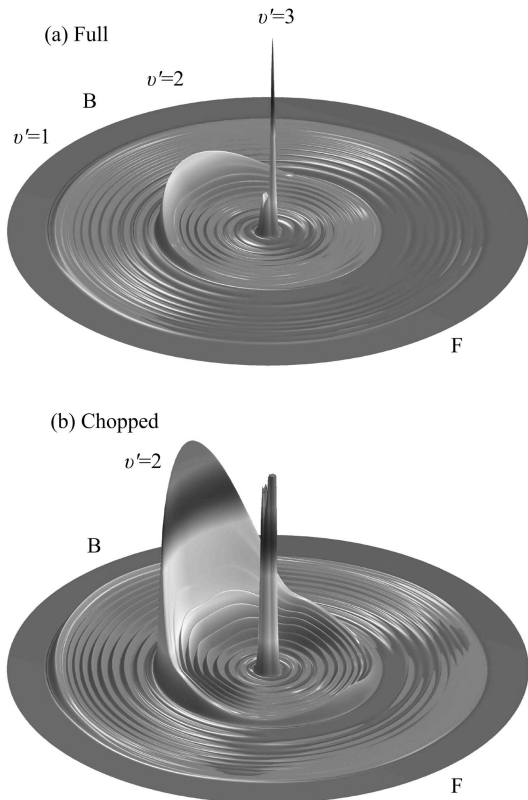 (a) Full
υ'=3
υ'=2
B
υ'=1
F
(b) Chopped
υ'=2
B
F